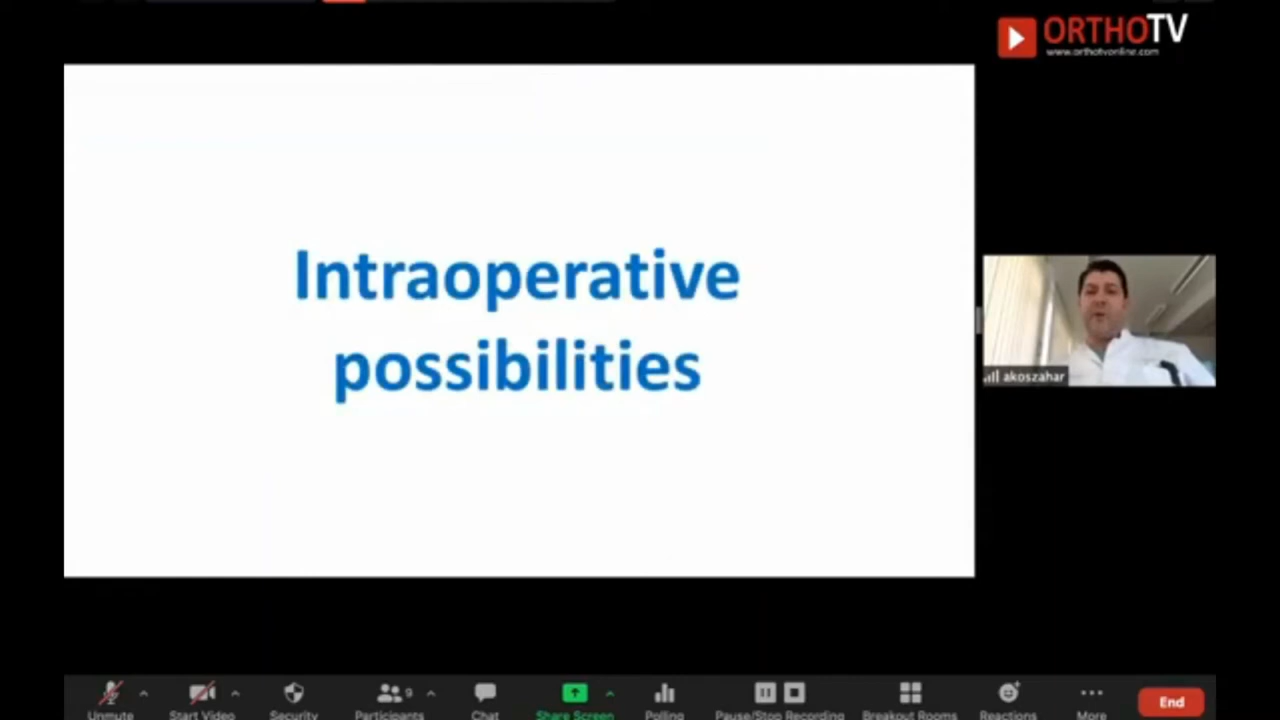 ORTHOTV
www.orthotvonline.com
Intraoperative
possibilities
akoszahar
9
Unmute
Start Video
Security
Participants
Chat
Share Screen
Polling
Pause/Stop Recording
Breakout Rooms
Reactions
More
End